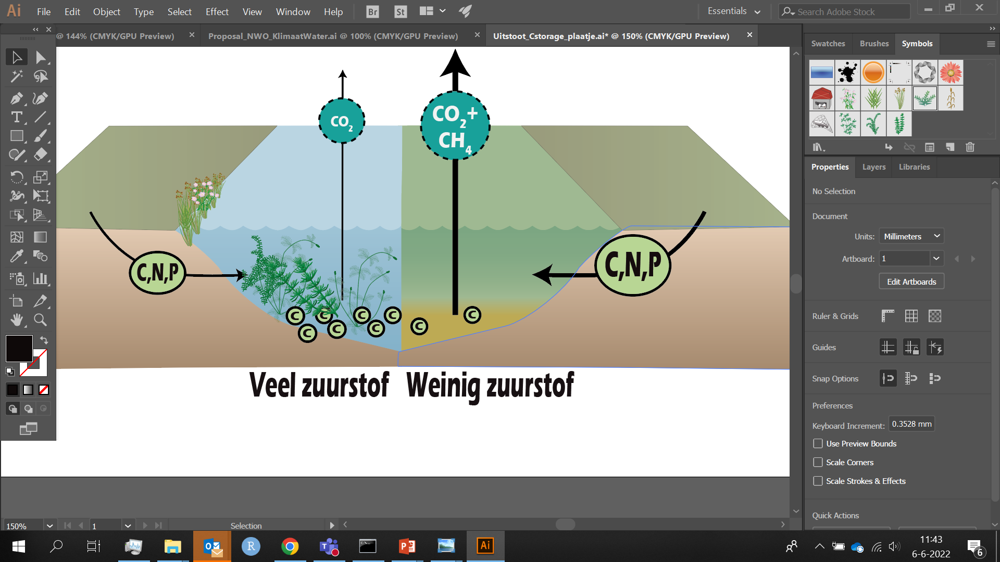 Ai File Edit Object Type Select Effect View Window Help Br St Essentials Search Adobe Stock
@ 144% (CMYK/GPU Preview) Proposal_NWO_KlimaatWater.ai @ 100% (CMYK/GPU Preview) Uitstoot_Cstorage_plaatje.ai* @ 150% (CMYK/GPU Preview)
Swatches Brushes Symbols
CO2
CO2+
CH4
C,N,P
C,N,P
C
C
C
C
C
C
C
C
C
Veel zuurstof Weinig zuurstof
Properties Layers Libraries
No Selection
Document
Units: Millimeters
Artboard: 1
Edit Artboards
Ruler & Grids
Guides
Snap Options
Preferences
Keyboard Increment: 0.3528 mm
Use Preview Bounds
Scale Corners
Scale Strokes & Effects
Quick Actions
150% 1 Selection
R Ai
11:43
6-6-2022
6